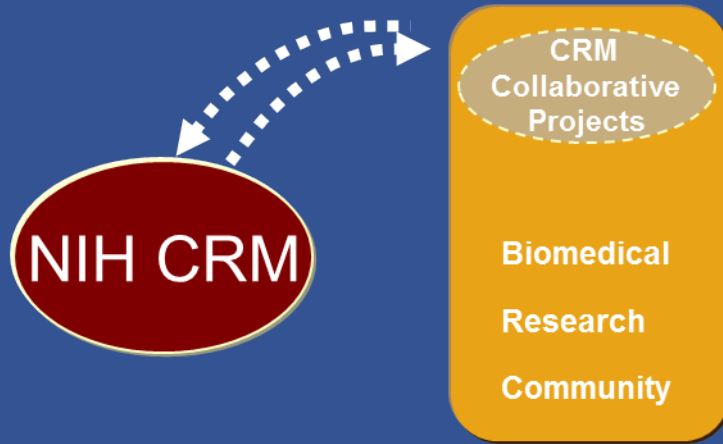 CRM
Collaborative
Projects
NIH CRM
Biomedical
Research
Community